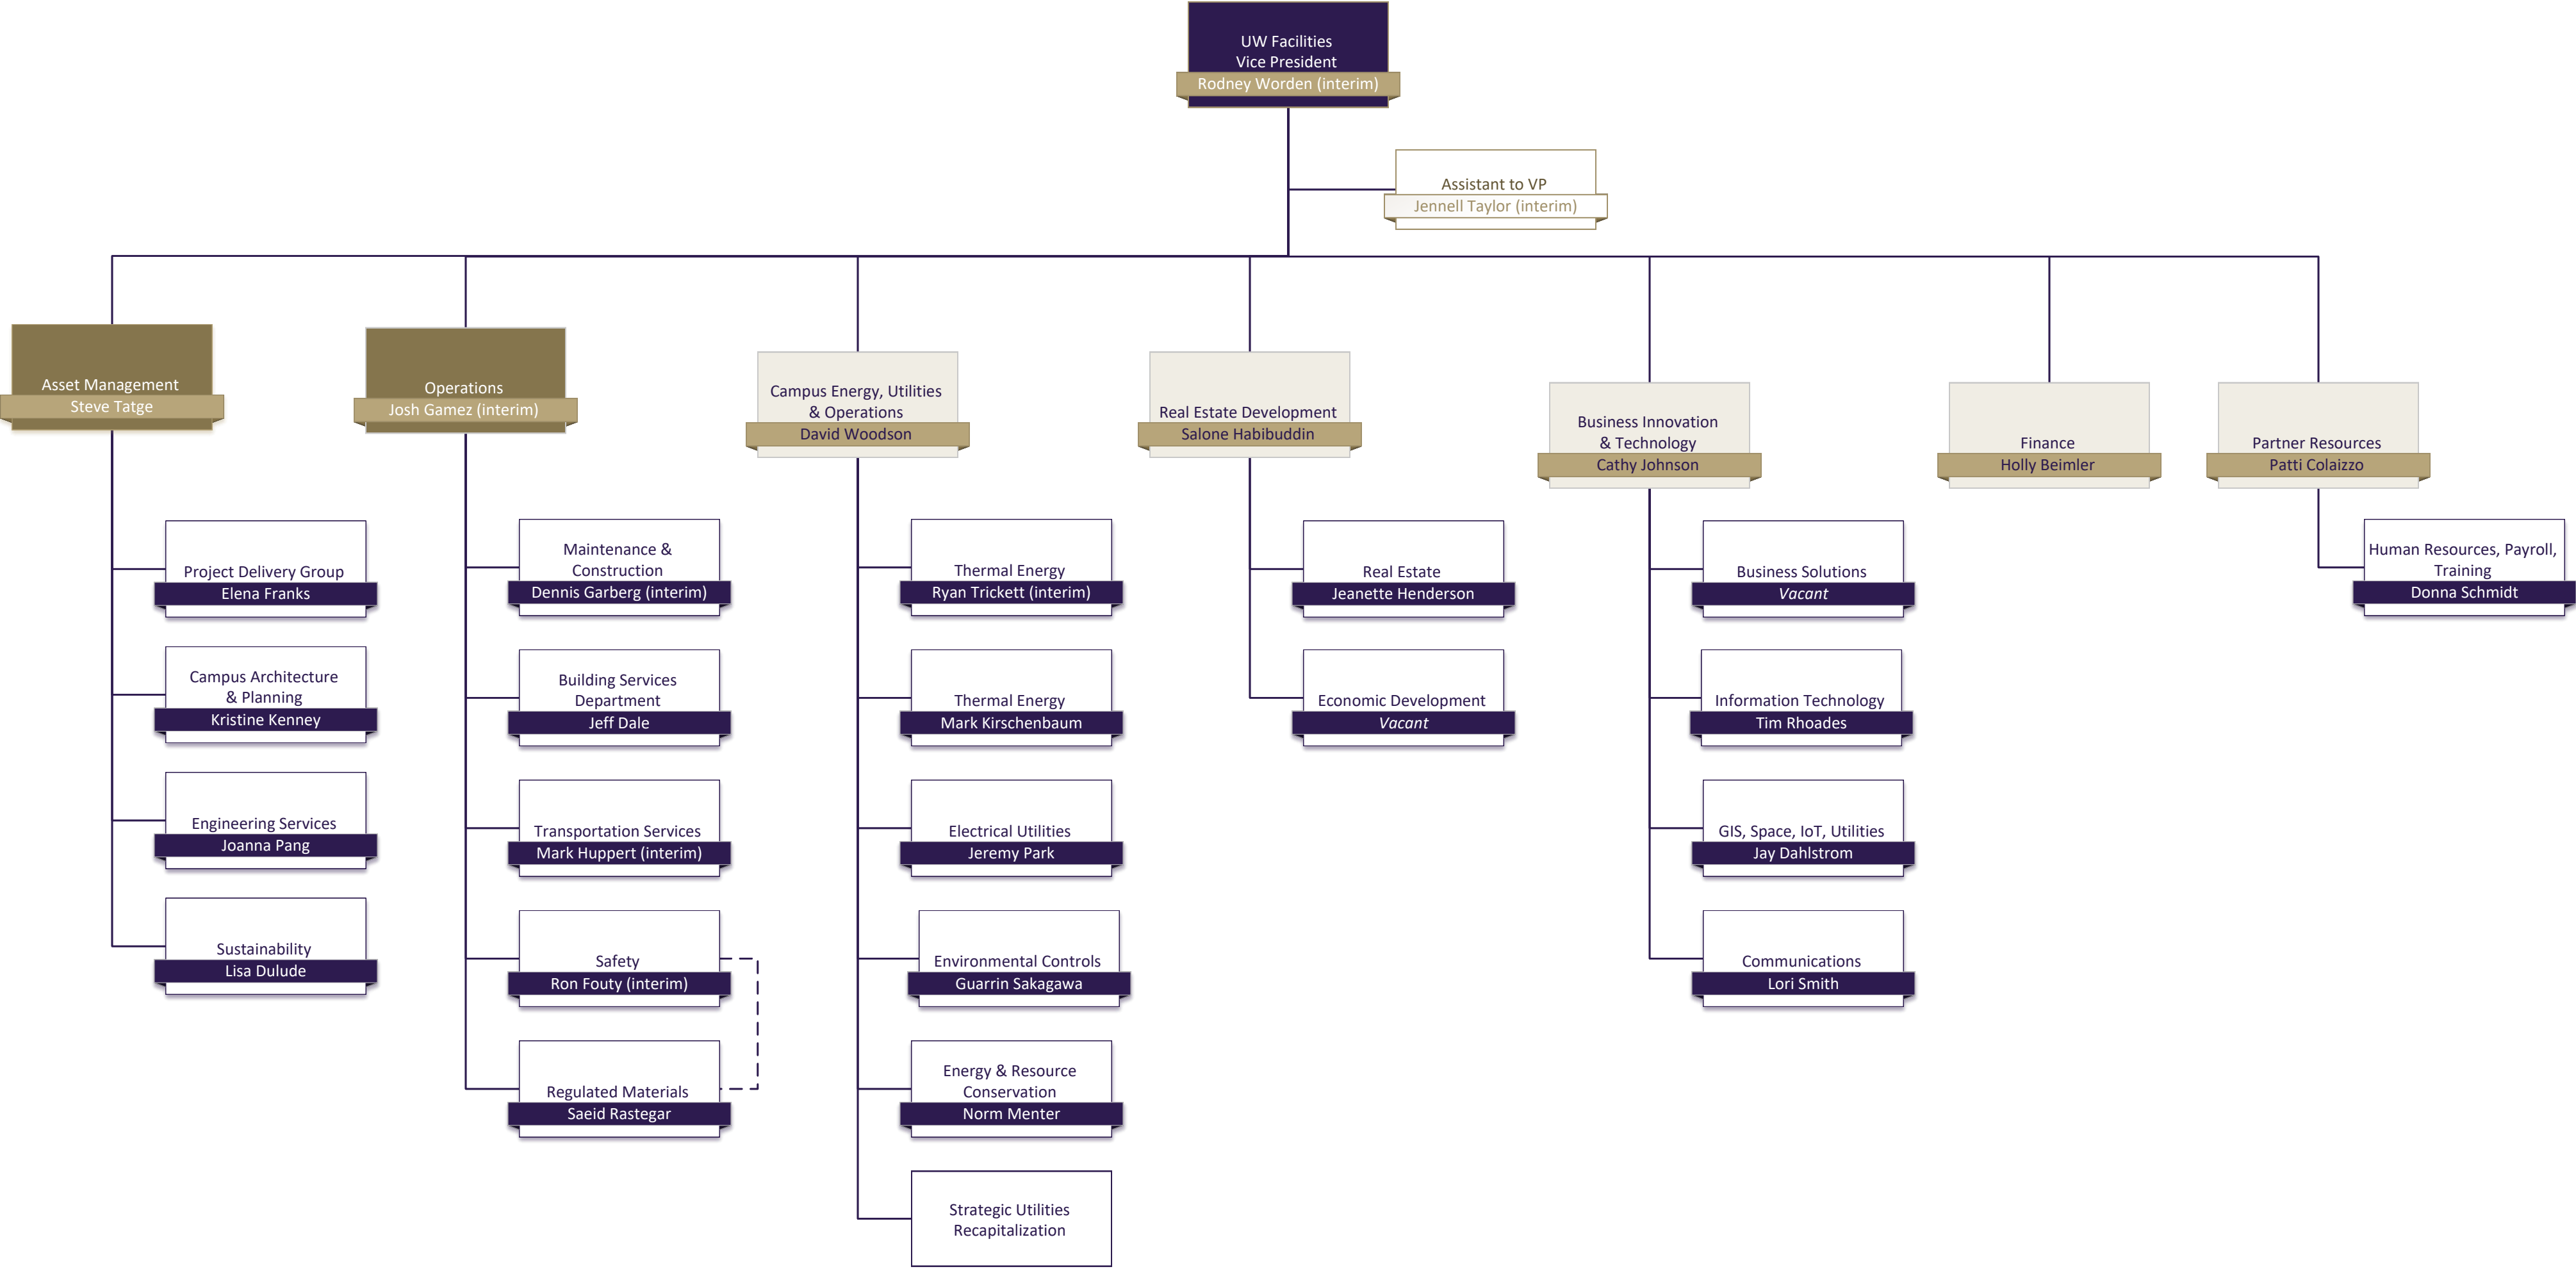 UW Facilities
Vice President
Rodney Worden (interim)
Assistant to VP
Jennell Taylor (interim)
Asset Management
Steve Tatge
Operations
Josh Gamez (interim)
Campus Energy, Utilities
& Operations
David Woodson
Real Estate Development
Salone Habibuddin
Business Innovation
& Technology
Cathy Johnson
Finance
Holly Beimler
Partner Resources
Patti Colaizzo
Project Delivery Group
Elena Franks
Campus Architecture
& Planning
Kristine Kenney
Engineering Services
Joanna Pang
Sustainability
Lisa Dulude
Maintenance &
Construction
Dennis Garberg (interim)
Building Services
Department
Jeff Dale
Transportation Services
Mark Huppert (interim)
Safety
Ron Fouty (interim)
Regulated Materials
Saeid Rastegar
Thermal Energy
Ryan Trickett (interim)
Thermal Energy
Mark Kirschenbaum
Electrical Utilities
Jeremy Park
Environmental Controls
Guarrin Sakagawa
Energy & Resource
Conservation
Norm Menter
Strategic Utilities
Recapitalization
Real Estate
Jeanette Henderson
Economic Development
Vacant
Business Solutions
Vacant
Information Technology
Tim Rhoades
GIS, Space, IoT, Utilities
Jay Dahlstrom
Communications
Lori Smith
Human Resources, Payroll,
Training
Donna Schmidt